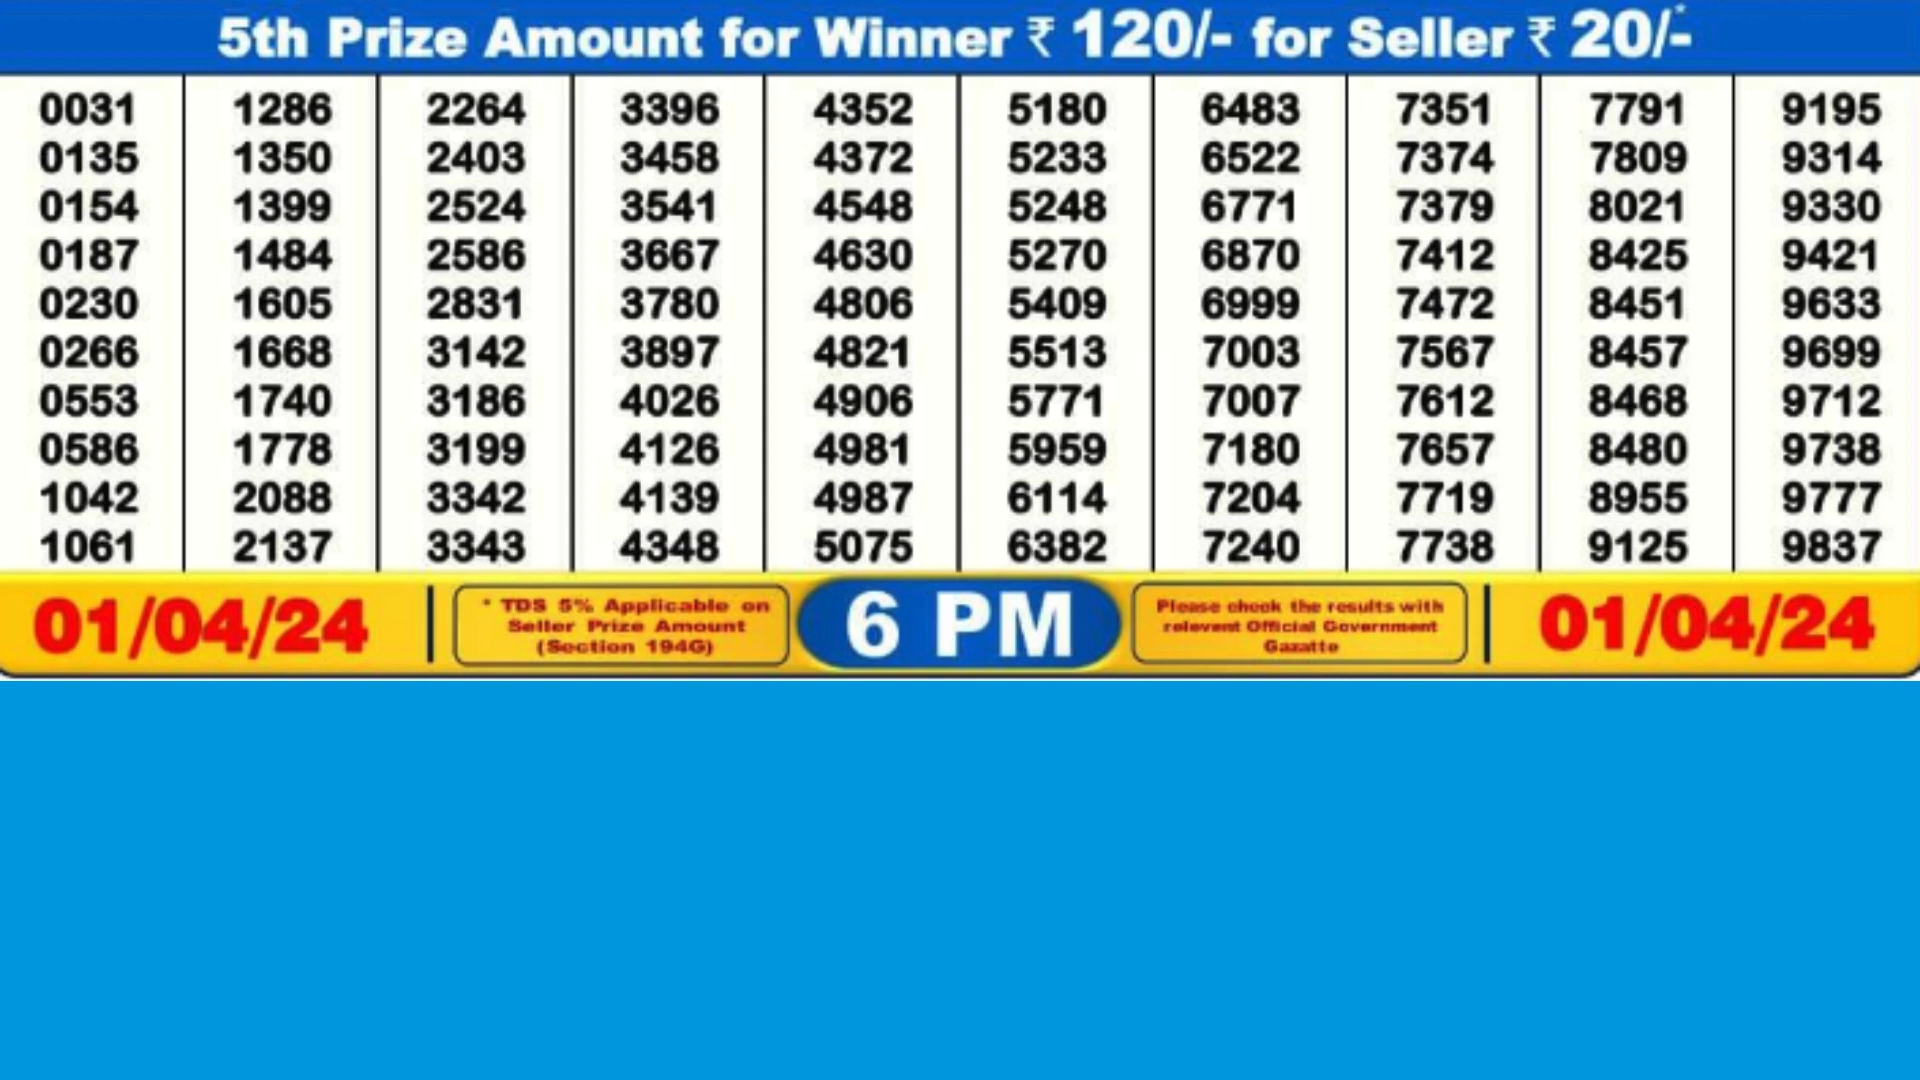 5th Prize Amount for Winner ₹ 120/- for Seller ₹ 20/-*
0031 1286 2264 3396 4352 5180 6483 7351 7791 9195
0135 1350 2403 3458 4372 5233 6522 7374 7809 9314
0154 1399 2524 3541 4548 5248 6771 7379 8021 9330
0187 1484 2586 3667 4630 5270 6870 7412 8425 9421
0230 1605 2831 3780 4806 5409 6999 7472 8451 9633
0266 1668 3142 3897 4821 5513 7003 7567 8457 9699
0553 1740 3186 4026 4906 5771 7007 7612 8468 9712
0586 1778 3199 4126 4981 5959 7180 7657 8480 9738
1042 2088 3342 4139 4987 6114 7204 7719 8955 9777
1061 2137 3343 4348 5075 6382 7240 7738 9125 9837
01/04/24
* TDS 5% Applicable on
Seller Prize Amount
(Section 194G)
6 PM
Please check the results with
relevent Official Government
Gazatte
01/04/24